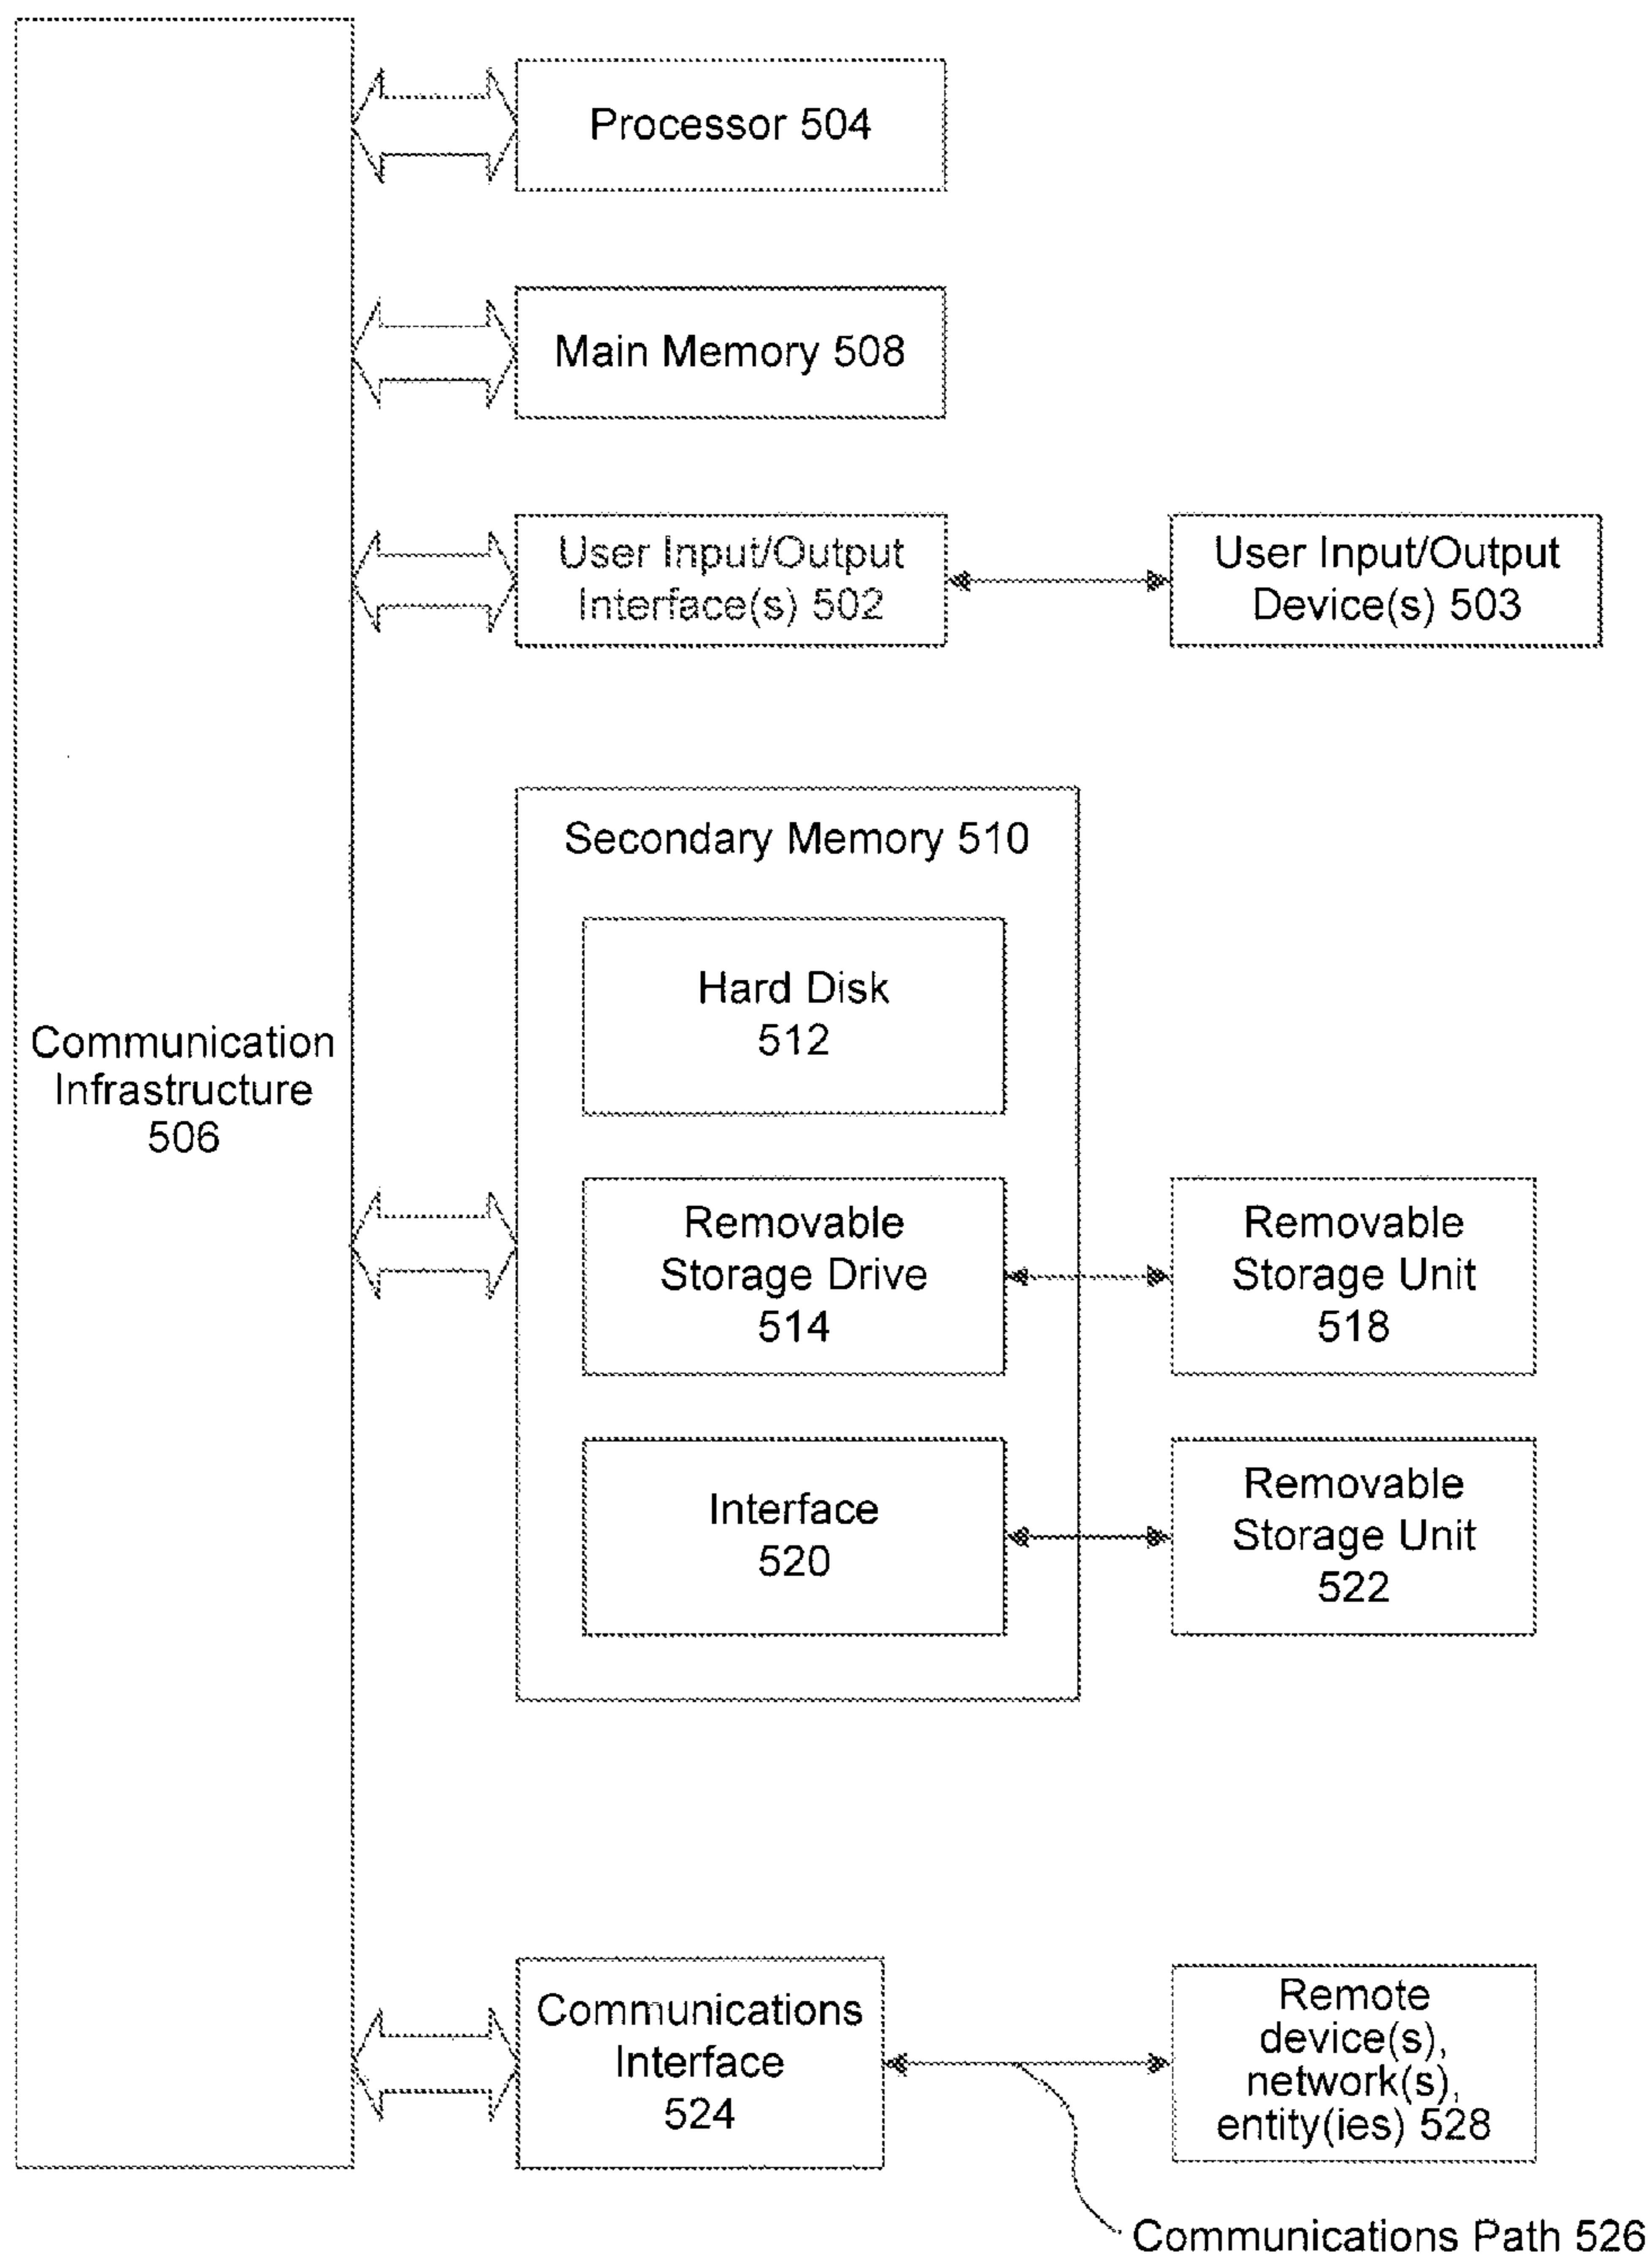 Processor 504
Main Memory 508
User Input/Output
Interface(s) 502
User Input/Output
Device(s) 503
Secondary Memory 510
Hard Disk
512
Communication
Infrastructure
506
Removable
Storage Drive
514
Removable
Storage Unit
518
Interface
520
Removable
Storage Unit
522
Communications
Interface
524
Remote
device(s),
network(s),
entity(ies) 528
Communications Path 526